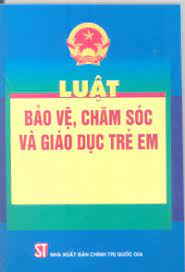 LUẬT
BẢO VỆ, CHĂM SÓC
VÀ GIÁO DỤC TRẺ EM
ST NHÀ XUẤT BẢN CHÍNH TRỊ QUỐC GIA